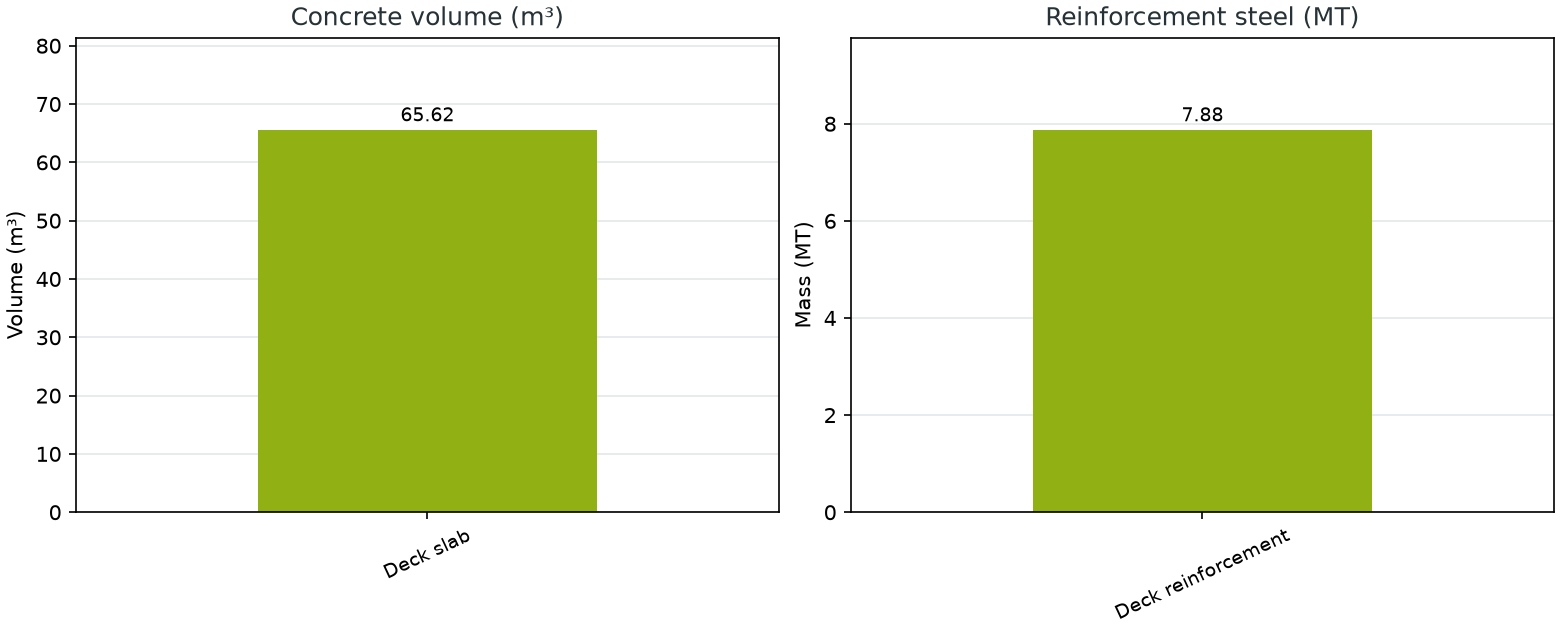 Concrete volume (m³)
Volume (m³)
80
70
60
50
40
30
20
10
0
65.62
Deck slab
Reinforcement steel (MT)
Mass (MT)
8
6
4
2
0
7.88
Deck reinforcement